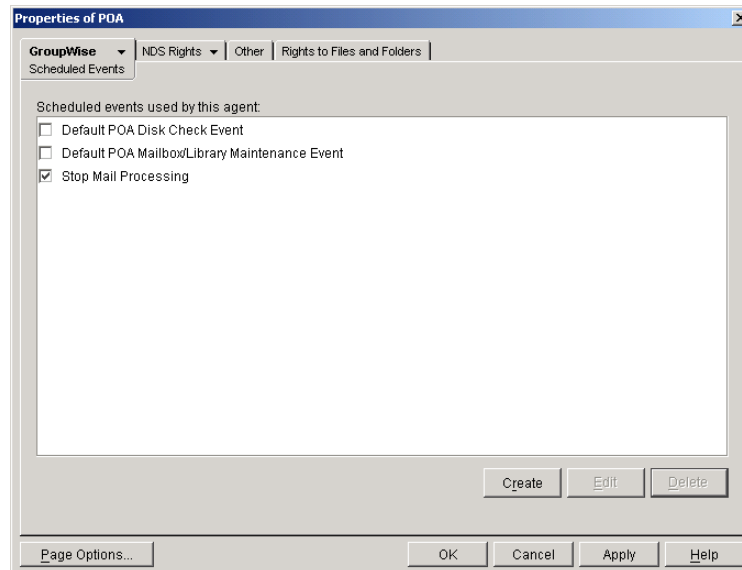 Properties of POA
GroupWise NDS Rights Other Rights to Files and Folders
Scheduled Events
Scheduled events used by this agent:
Default POA Disk Check Event
Default POA Mailbox/Library Maintenance Event
Stop Mail Processing
Create Edit Delete
Page Options... OK Cancel Apply Help